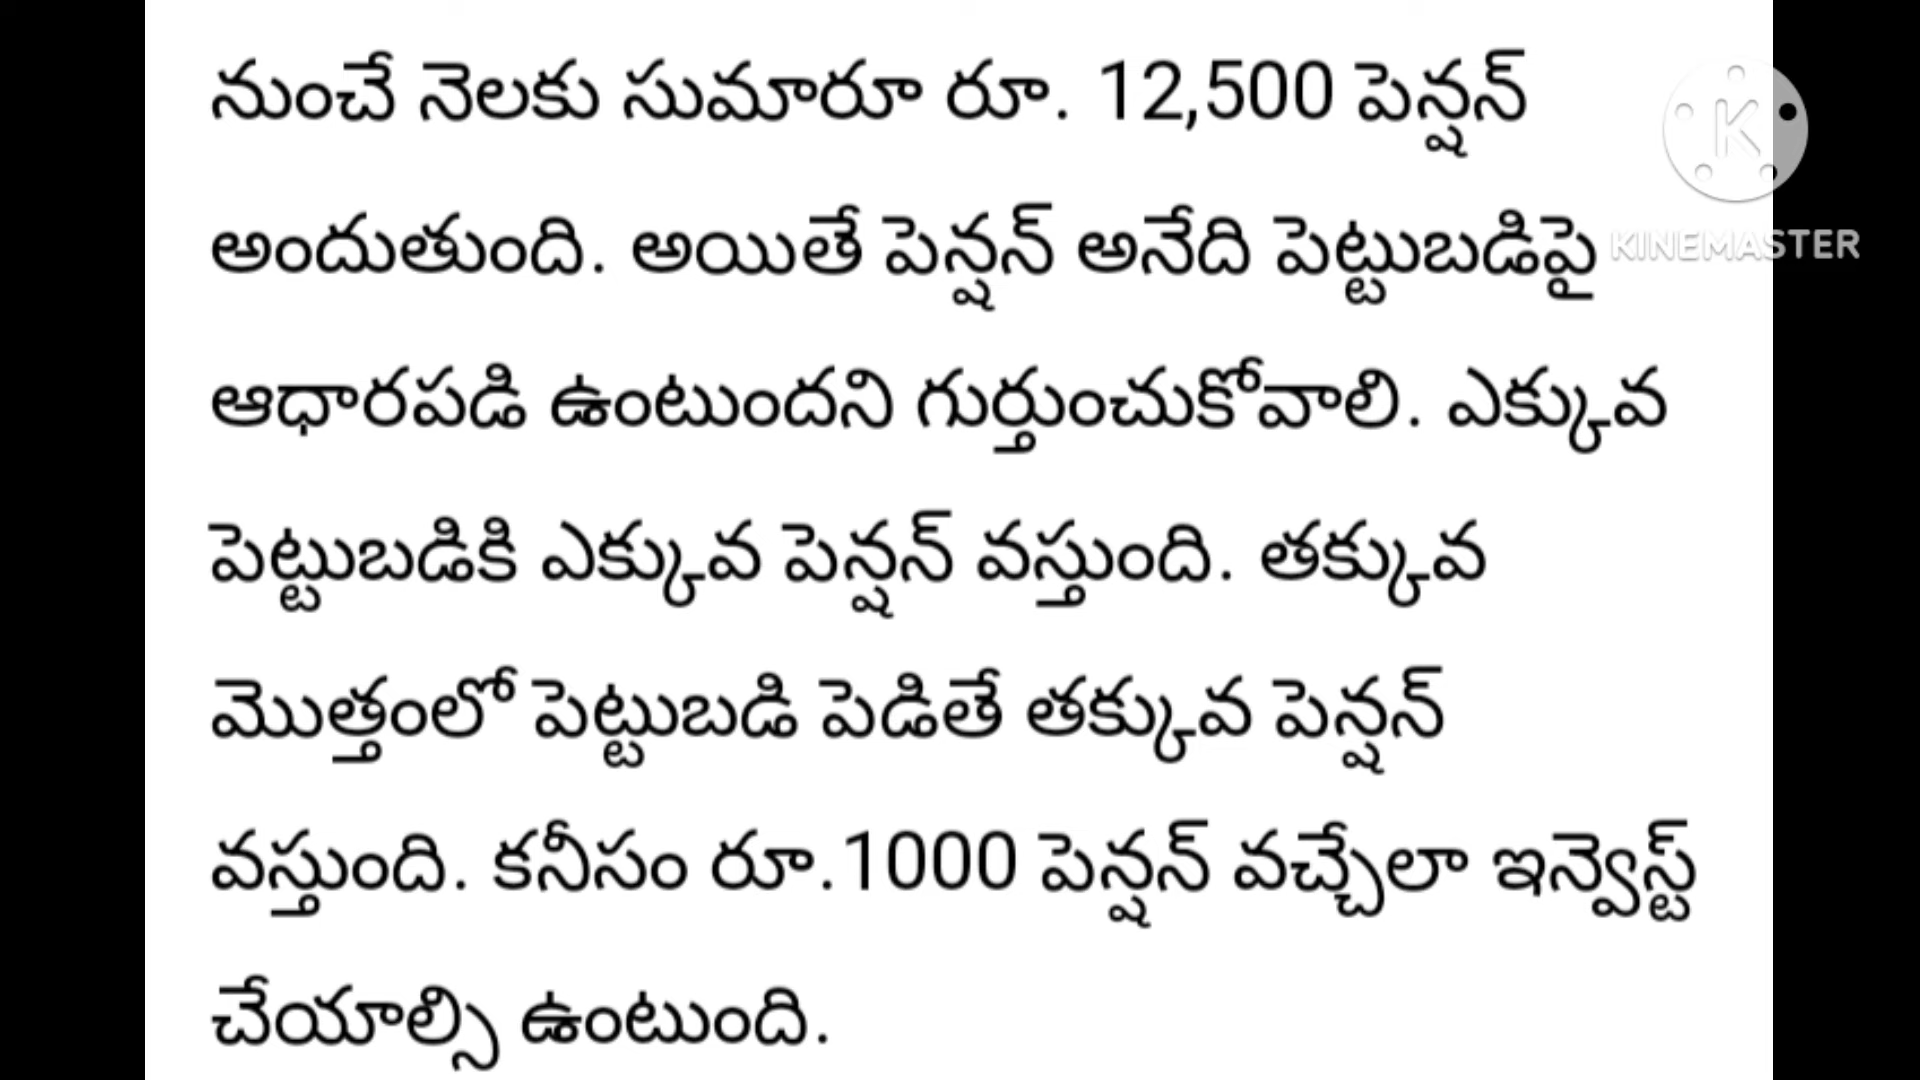 నుంచే నెలకు సుమారూ రూ. 12,500 పెన్షన్
అందుతుంది. అయితే పెన్షన్ అనేది పెట్టుబడిపై
ఆధారపడి ఉంటుందని గుర్తుంచుకోవాలి. ఎక్కువ
పెట్టుబడికి ఎక్కువ పెన్షన్ వస్తుంది. తక్కువ
మొత్తంలో పెట్టుబడి పెడితే తక్కువ పెన్షన్
వస్తుంది. కనీసం రూ.1000 పెన్షన్ వచ్చేలా ఇన్వెస్ట్
చేయాల్సి ఉంటుంది.
K
KINEMASTER